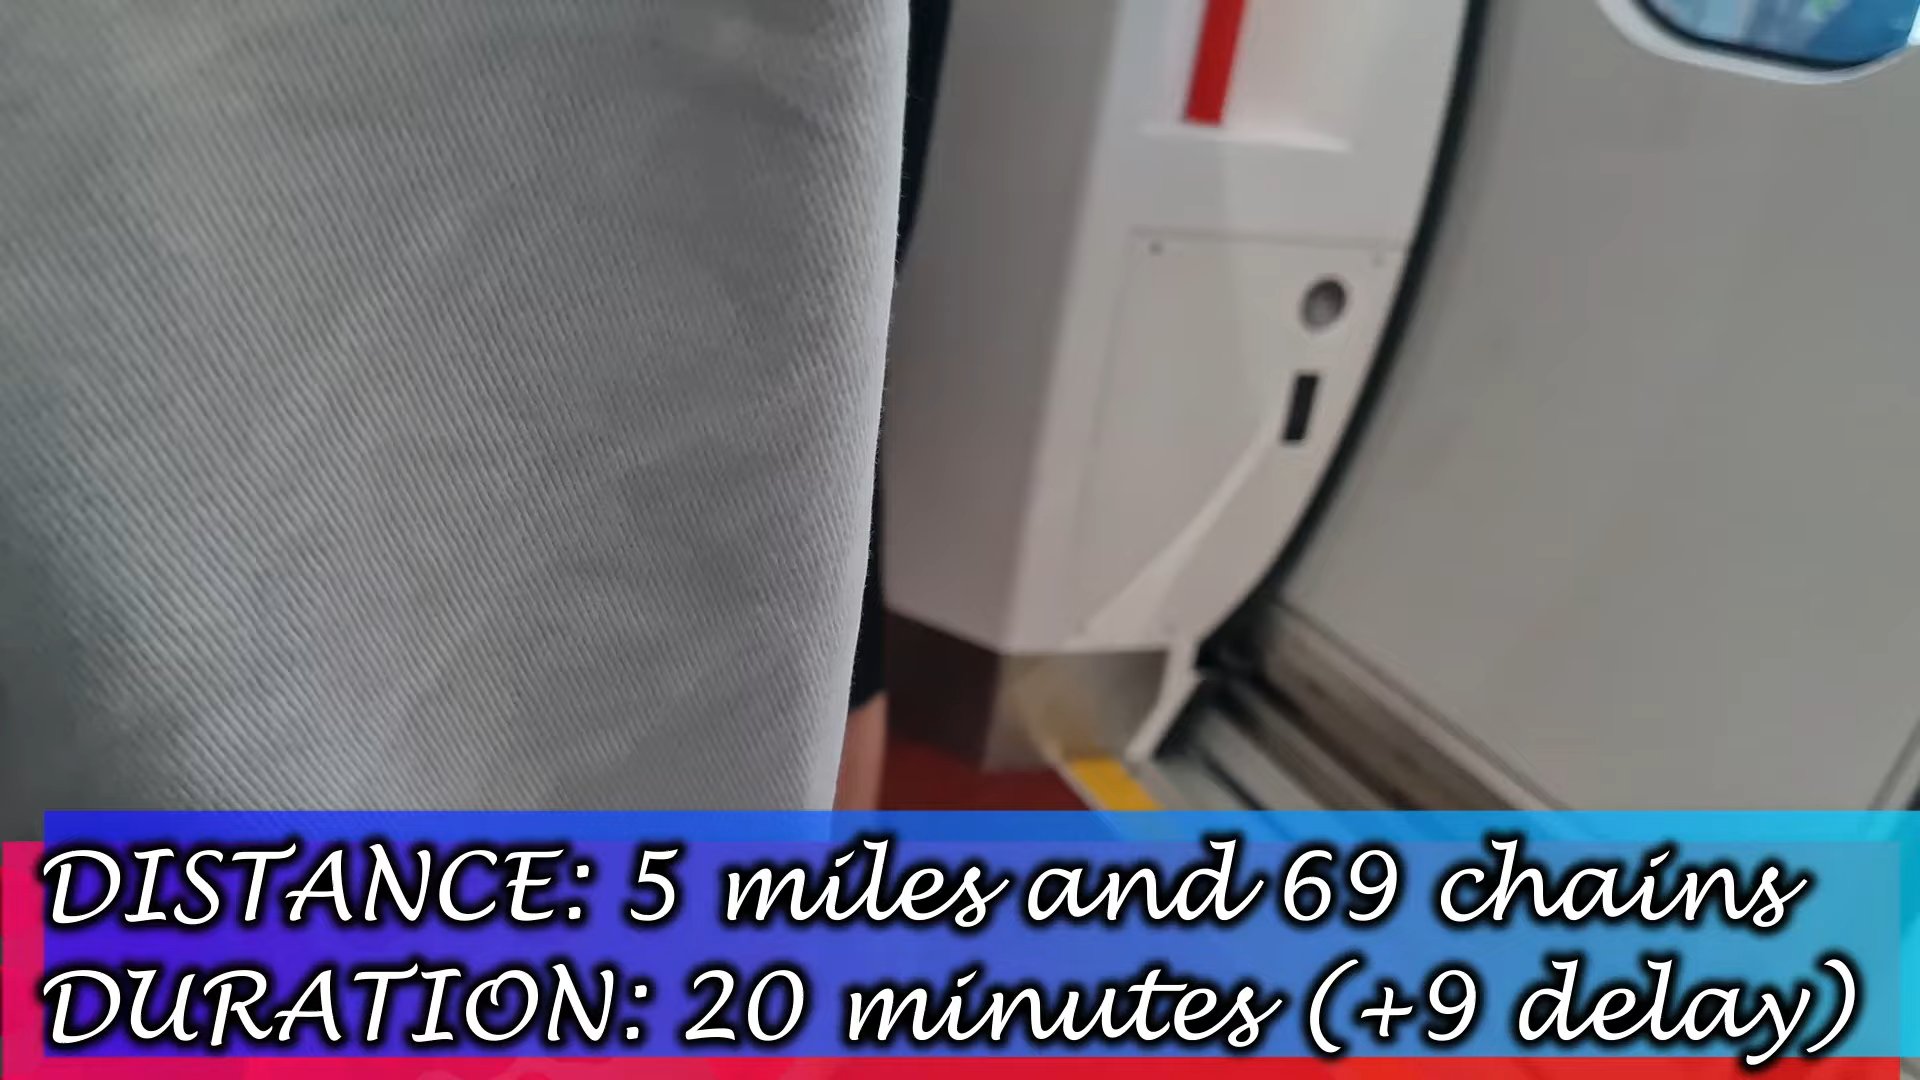 DISTANCE: 5 miles and 69 chains
DURATION: 20 minutes (+9 delay)